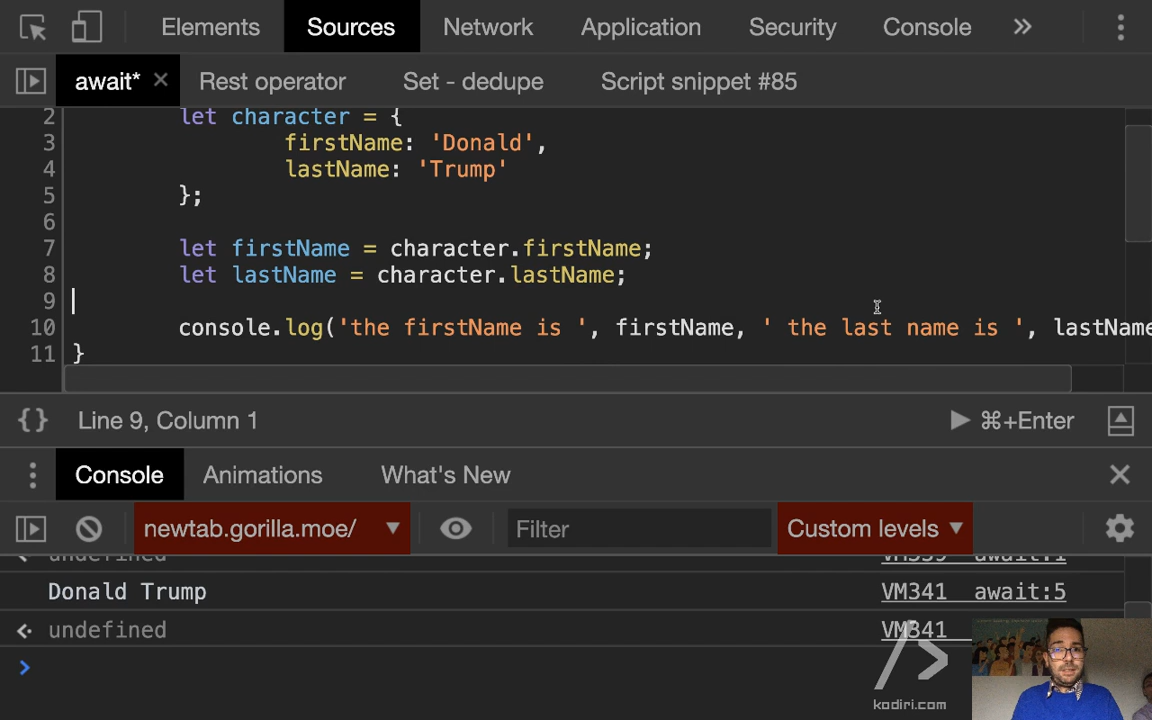 Elements Sources Network Application Security Console »
await* × Rest operator Set - dedupe Script snippet #85
2 let character = {
3 firstName: 'Donald',
4 lastName: 'Trump'
5 };
6
7 let firstName = character.firstName;
8 let lastName = character.lastName;
9
10 console.log('the firstName is ', firstName, ' the last name is ', lastName
11 }
{} Line 9, Column 1 ⌘+Enter
Console Animations What's New ×
newtab.gorilla.moe/ Filter Custom levels
undefined await:1
Donald Trump VM341 await:5
undefined VM341
>
kodiri.com